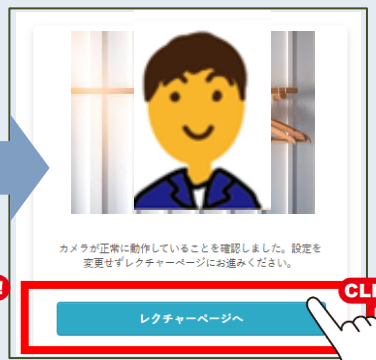 カメラが正常に動作していることを確認しました。設定を
変更せずレクチャーページにお進みください。
レクチャーページへ